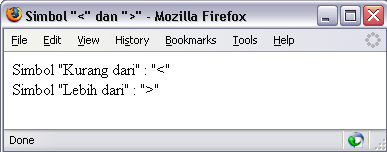 Simbol "<" dan ">" - Mozilla Firefox
File Edit View History Bookmarks Tools Help
Simbol "Kurang dari" : "<"
Simbol "Lebih dari" : ">"
Done